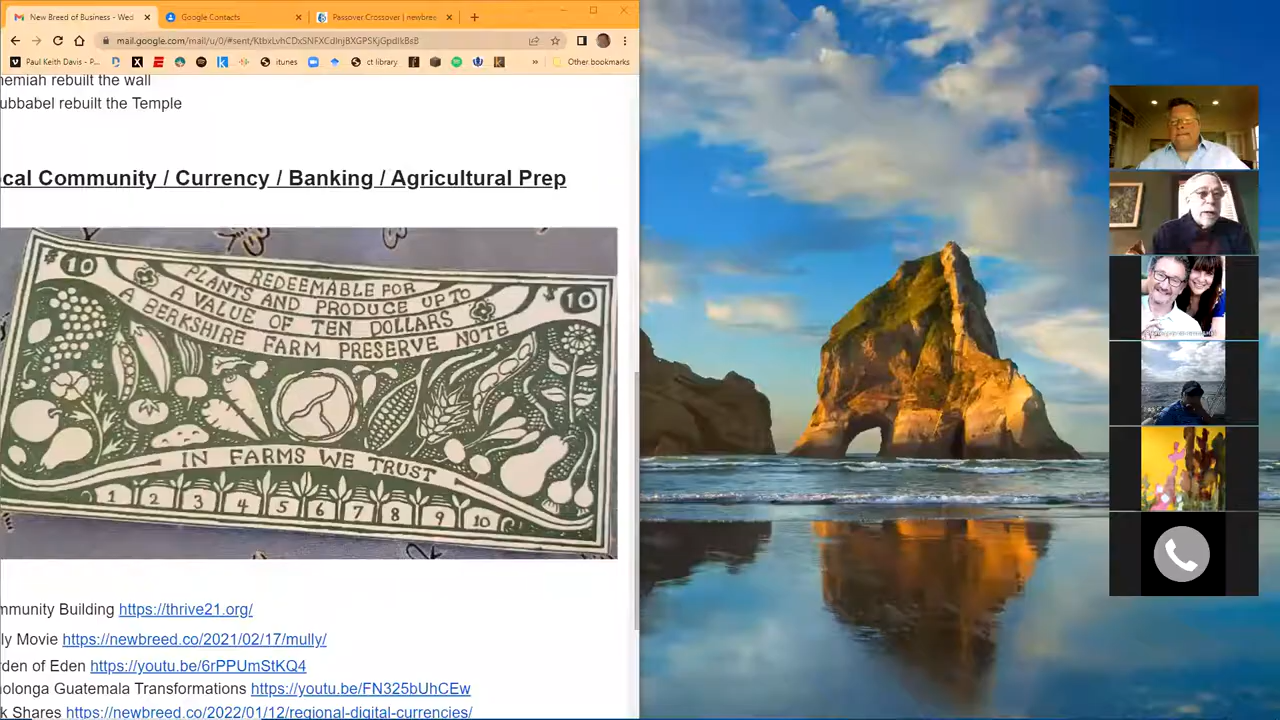 New Breed of Business - Wed
Google Contacts
Passover Crossover | newbree
mail.google.com/mail/u/0/#sent/KtbxLvhCDxSNFXCdlnjBXGPSKjGpdlkBsB
Paul Keith Davis - P...
itunes
ct library
Other bookmarks
emiah rebuilt the wall
ubbabel rebuilt the Temple
cal Community / Currency / Banking / Agricultural Prep
$ 10
REDEEMABLE FOR
PLANTS AND PRODUCE UP TO
A VALUE OF TEN DOLLARS
A BERKSHIRE FARM PRESERVE NOTE
$ 10
IN FARMS WE TRUST
1 2 3 4 5 6 7 8 9 10
mmunity Building https://thrive21.org/
lly Movie https://newbreed.co/2021/02/17/mully/
rden of Eden https://youtu.be/6rPPUmStKQ4
olonga Guatemala Transformations https://youtu.be/FN325bUhCEw
k Shares https://newbreed.co/2022/01/12/regional-digital-currencies/